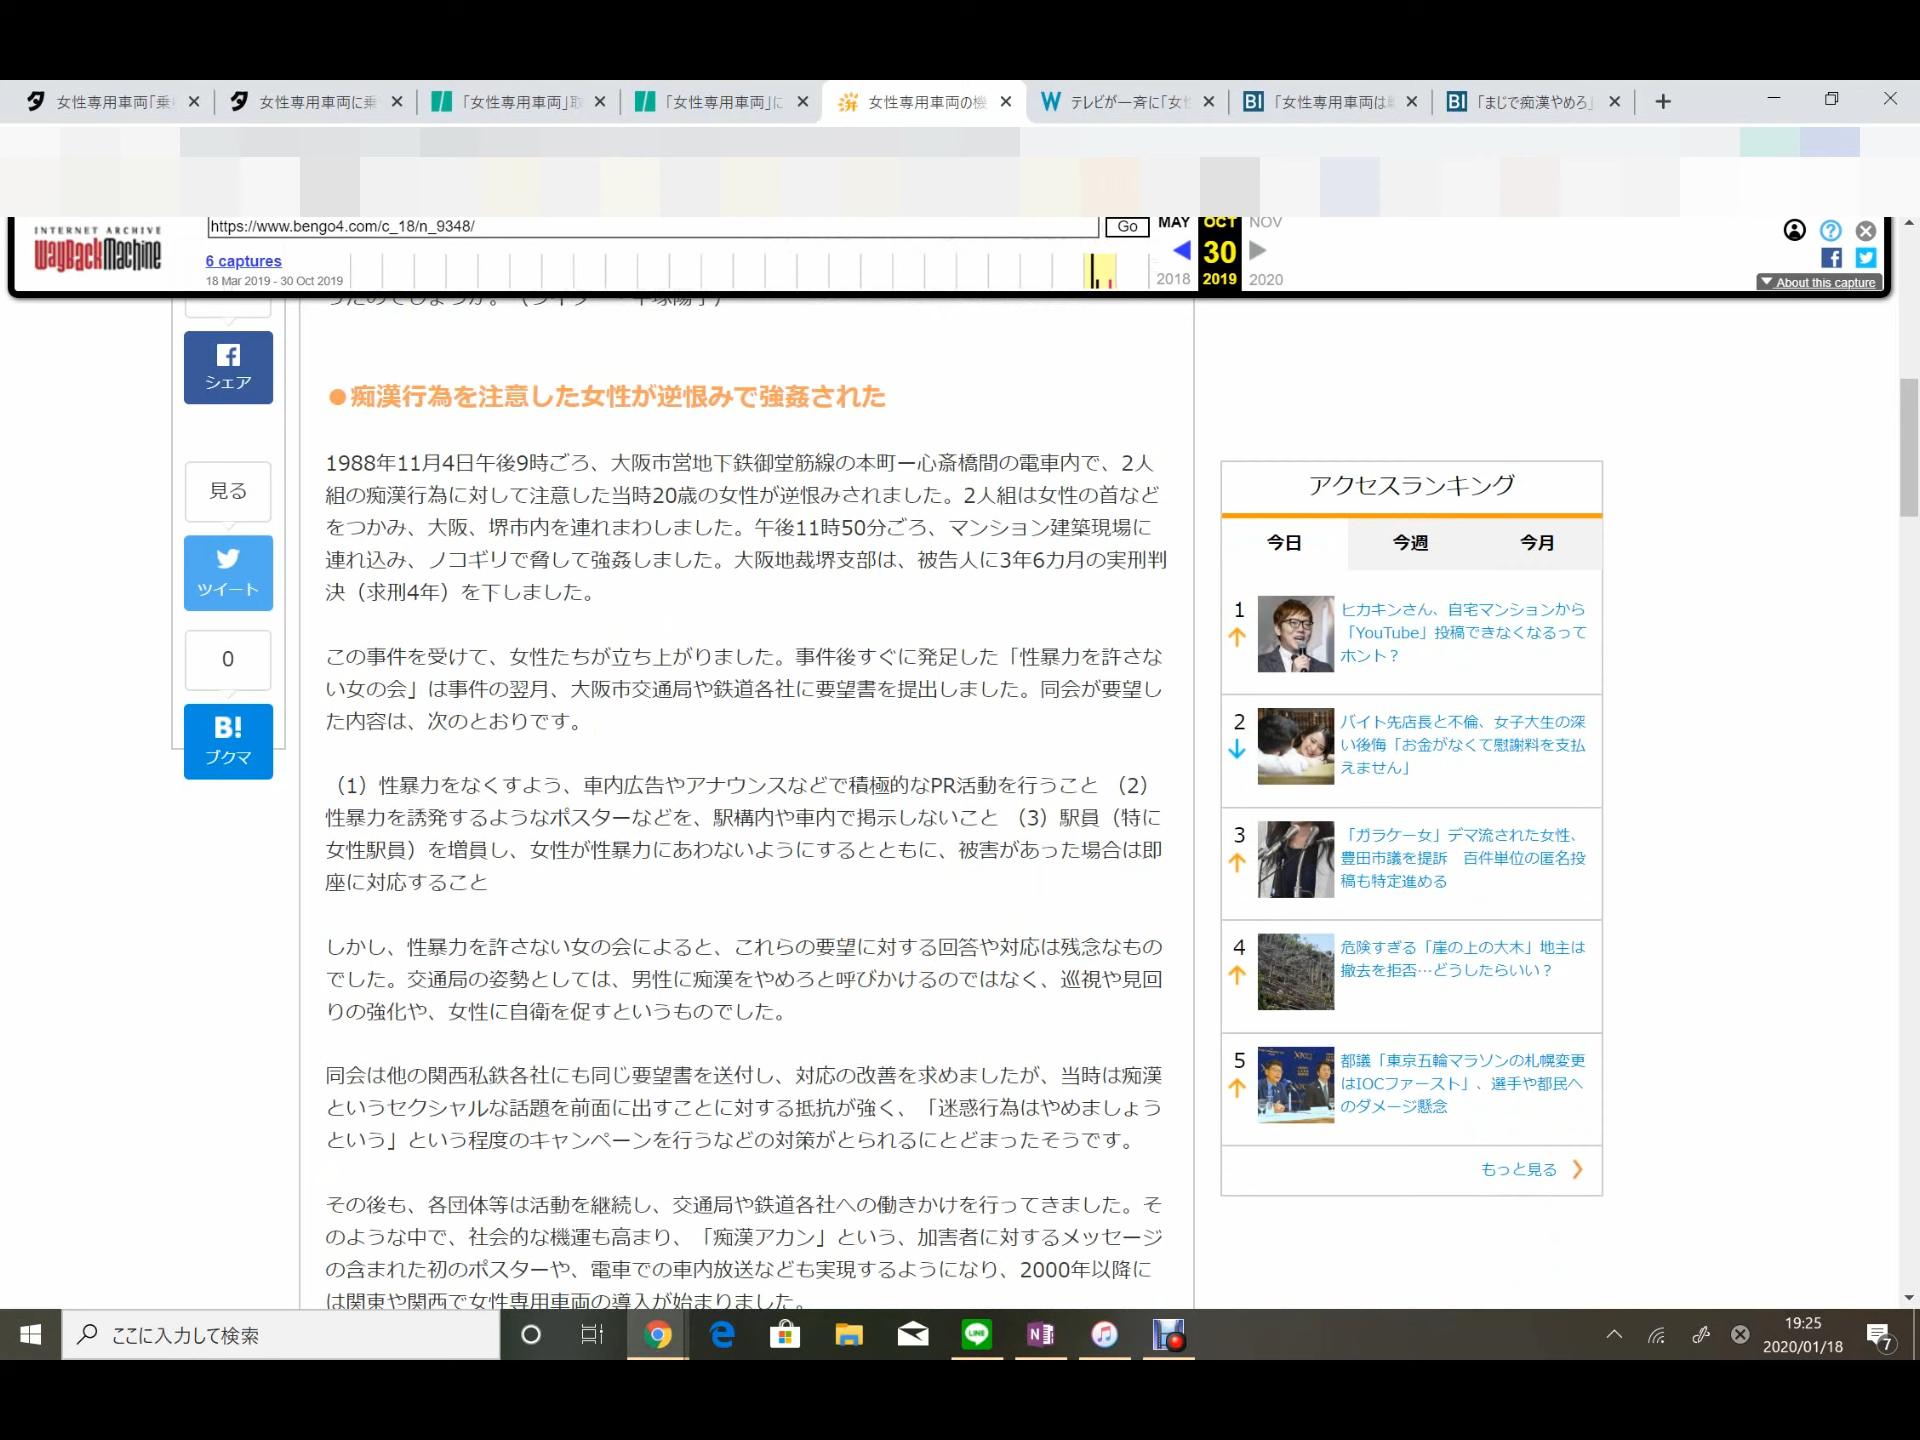 女性専用車両「乗
女性専用車両に乗
「女性専用車両」取
「女性専用車両」に
女性専用車両の機
テレビが一斉に「女性
BI
「女性専用車両は
BI
「まじで痴漢やめろ」
INTERNET ARCHIVE
WayBackMachine
https://www.bengo4.com/c_18/n_9348/
Go
MAY
OCT
NOV
6 captures
30
18 Mar 2019 - 30 Oct 2019
2018
2019
2020
About this capture
シェア
見る
ツイート
0
B!
ブクマ
●痴漢行為を注意した女性が逆恨みで強姦された
1988年11月4日午後9時ごろ、大阪市営地下鉄御堂筋線の本町ー心斎橋間の電車内で、2人
組の痴漢行為に対して注意した当時20歳の女性が逆恨みされました。2人組は女性の首など
をつかみ、大阪、堺市内を連れまわしました。午後11時50分ごろ、マンション建築現場に
連れ込み、ノコギリで脅して強姦しました。大阪地裁堺支部は、被告人に3年6カ月の実刑判
決（求刑4年）を下しました。
この事件を受けて、女性たちが立ち上がりました。事件後すぐに発足した「性暴力を許さな
い女の会」は事件の翌月、大阪市交通局や鉄道各社に要望書を提出しました。同会が要望し
た内容は、次のとおりです。
（1）性暴力をなくすよう、車内広告やアナウンスなどで積極的なPR活動を行うこと （2）
性暴力を誘発するようなポスターなどを、駅構内や車内で掲示しないこと （3）駅員（特に
女性駅員）を増員し、女性が性暴力にあわないようにするとともに、被害があった場合は即
座に対応すること
しかし、性暴力を許さない女の会によると、これらの要望に対する回答や対応は残念なもの
でした。交通局の姿勢としては、男性に痴漢をやめろと呼びかけるのではなく、巡視や見回
りの強化や、女性に自衛を促すというものでした。
同会は他の関西私鉄各社にも同じ要望書を送付し、対応の改善を求めましたが、当時は痴漢
というセクシャルな話題を前面に出すことに対する抵抗が強く、「迷惑行為はやめましょう
という」という程度のキャンペーンを行うなどの対策がとられるにとどまったそうです。
その後も、各団体等は活動を継続し、交通局や鉄道各社への働きかけを行ってきました。そ
のような中で、社会的な機運も高まり、「痴漢アカン」という、加害者に対するメッセージ
の含まれた初のポスターや、電車での車内放送なども実現するようになり、2000年以降に
は関東や関西で女性専用車両の導入が始まりました。
アクセスランキング
今日
今週
今月
1
ヒカキンさん、自宅マンションから
「YouTube」投稿できなくなるって
ホント？
2
バイト先店長と不倫、女子大生の深
い後悔「お金がなくて慰謝料を支払
えません」
3
「ガラケー女」デマ流された女性、
豊田市議を提訴　百件単位の匿名投
稿も特定進める
4
危険すぎる「崖の上の大木」地主は
撤去を拒否…どうしたらいい？
5
都議「東京五輪マラソンの札幌変更
はIOCファースト」、選手や都民へ
のダメージ懸念
もっと見る
ここに入力して検索
LINE
19:25
2020/01/18
7